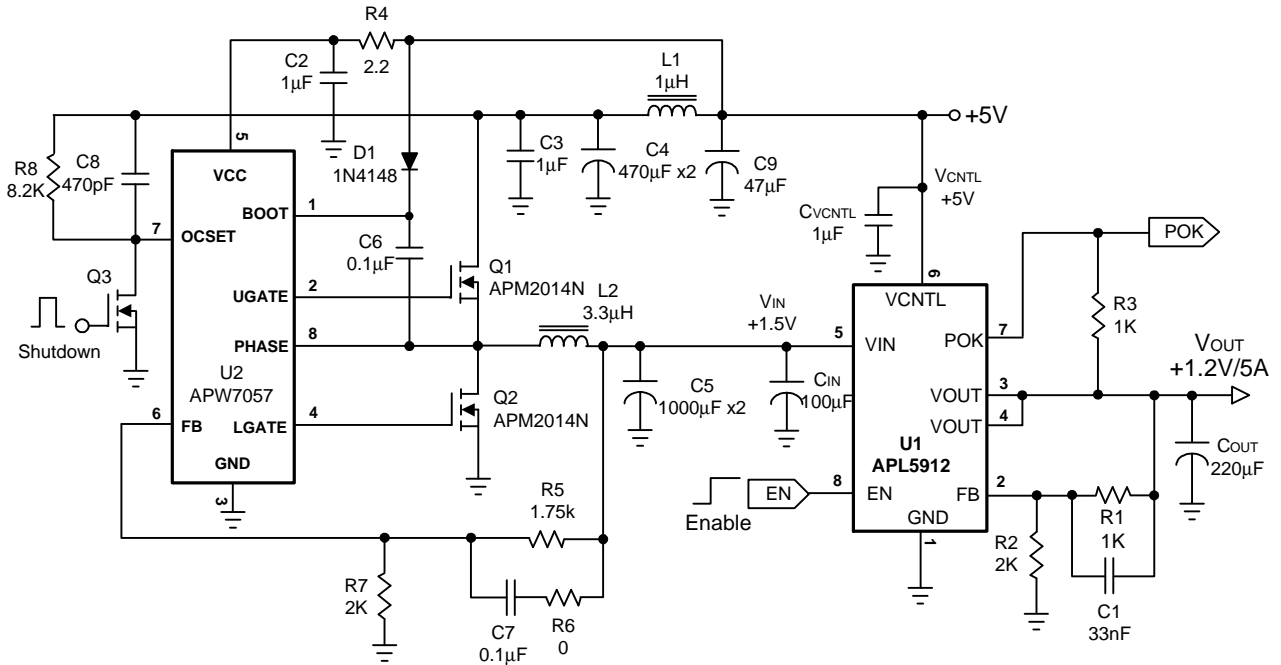 R4
2.2
C2
1µF
L1
1µH
+5V
R8
8.2K
C8
470pF
5
VCC
D1
1N4148
C3
1µF
C4
470µF x2
C9
47µF
VCNTL
+5V
CVCNTL
1µF
BOOT
1
7
OCSET
C6
0.1µF
POK
Q3
Shutdown
UGATE
2
Q1
APM2014N
L2
3.3µH
VIN
+1.5V
6
VCNTL
7
POK
R3
1K
PHASE
8
5
VIN
U2
APW7057
VOUT
+1.2V/5A
Q2
APM2014N
C5
1000µF x2
CIN
100µF
VOUT
3
VOUT
4
6
FB
LGATE
4
U1
APL5912
COUT
220µF
GND
3
R5
1.75k
Enable
EN
8
EN
FB
2
GND
1
R1
1K
R2
2K
R7
2K
C7
0.1µF
R6
0
C1
33nF